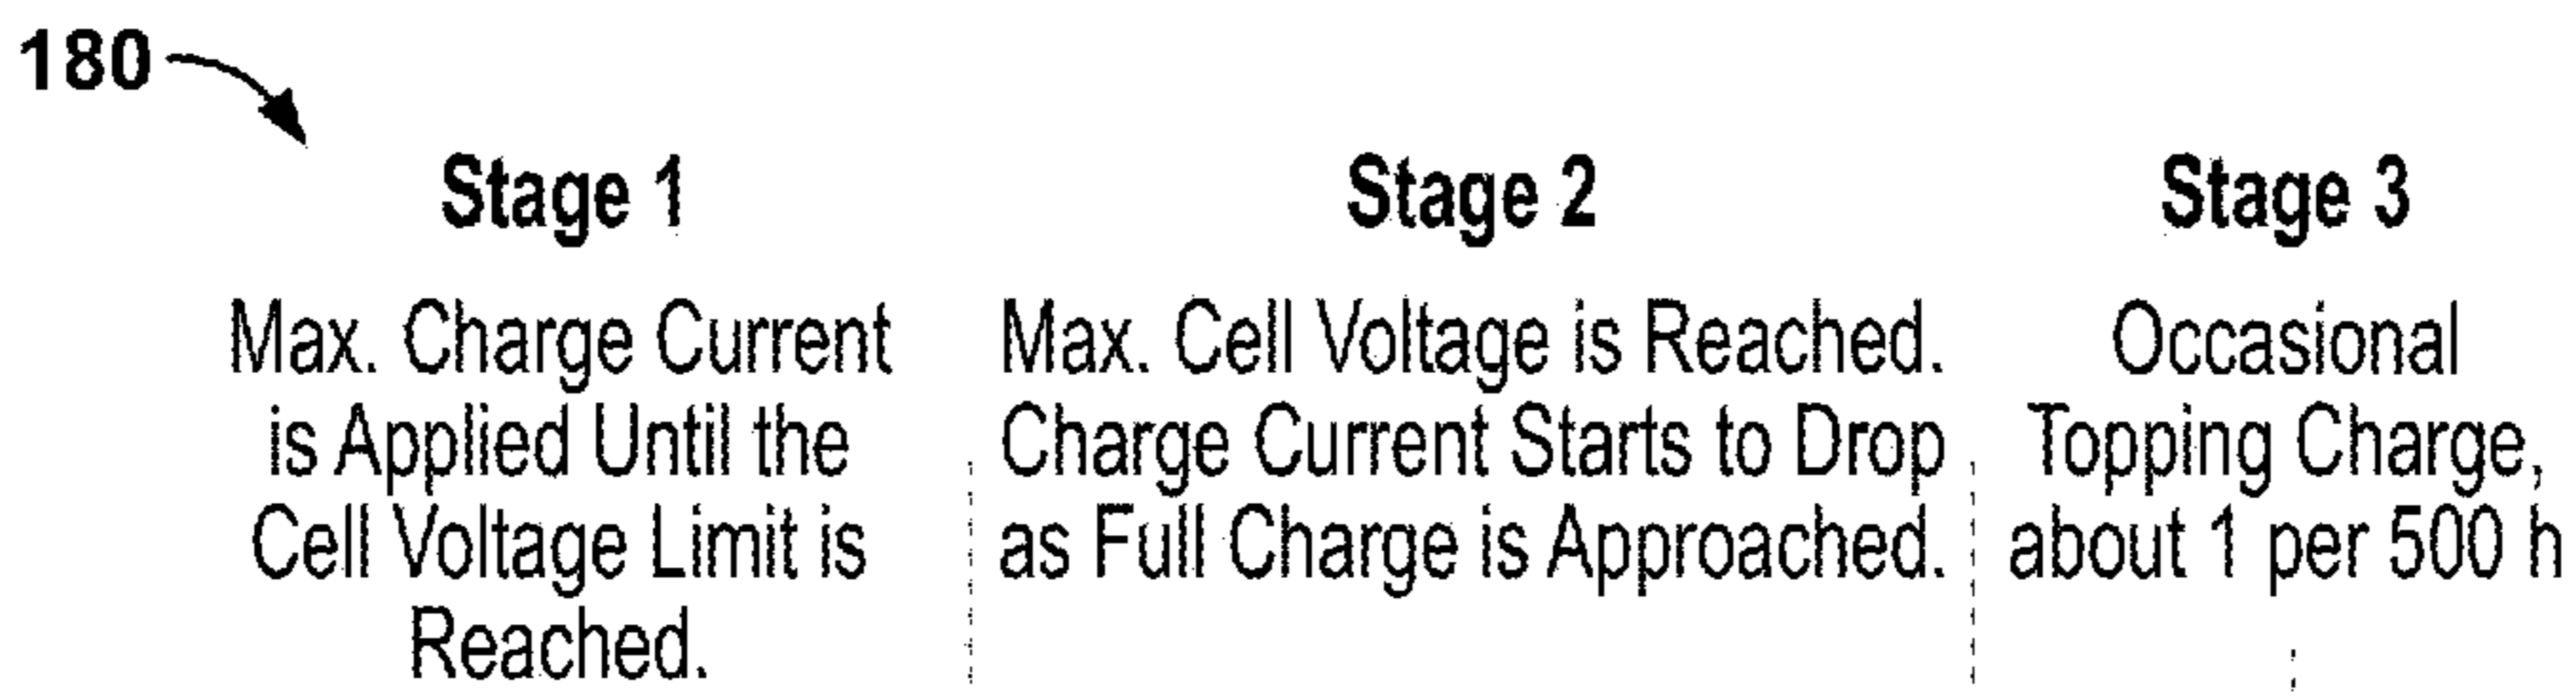 180
Stage 1
Max. Charge Current
is Applied Until the
Cell Voltage Limit is
Reached.
Stage 2
Max. Cell Voltage is Reached.
Charge Current Starts to Drop
as Full Charge is Approached.
Stage 3
Occasional
Topping Charge,
about 1 per 500 h